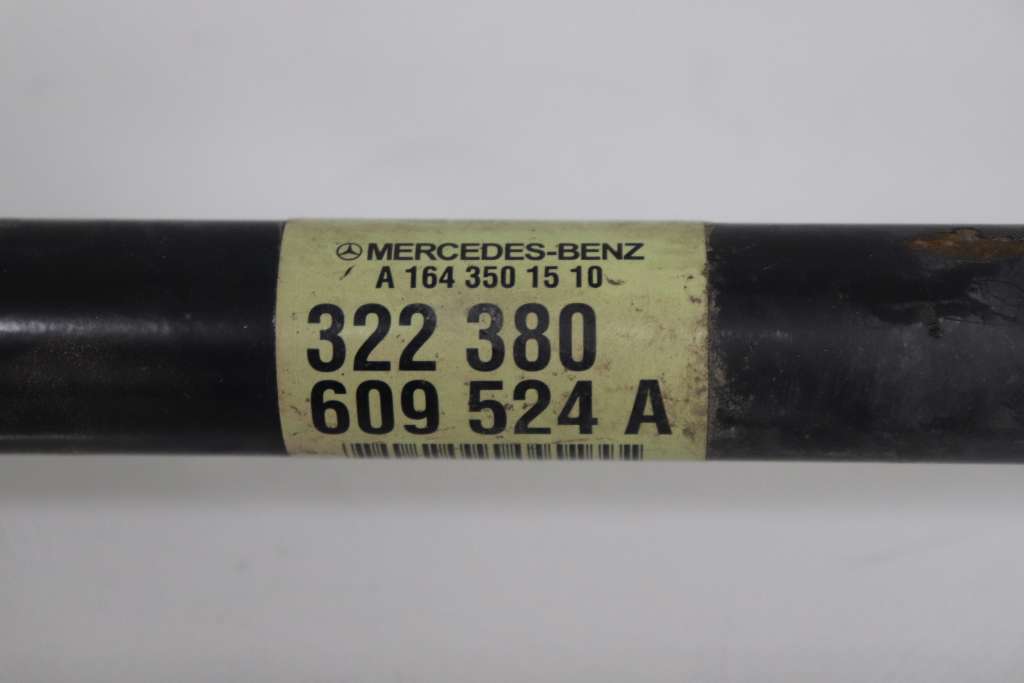 MERCEDES-BENZ
A 164 350 15 10
322 380
609 524 A